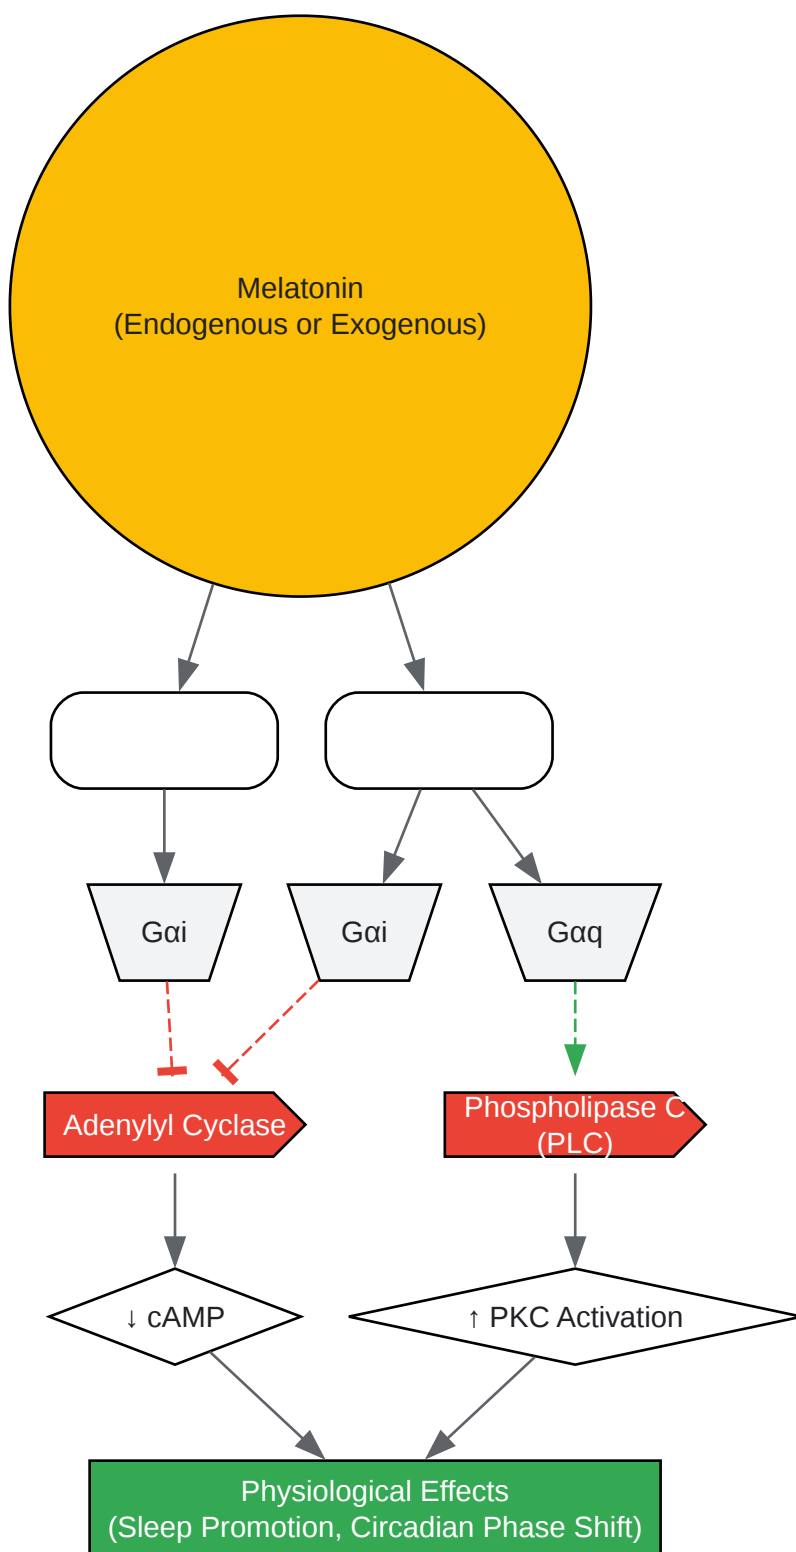 Melatonin
(Endogenous or Exogenous)
Gαi
Gαi
Gαq
Adenylyl Cyclase
Phospholipase C
(PLC)
↓ cAMP
↑ PKC Activation
Physiological Effects
(Sleep Promotion, Circadian Phase Shift)